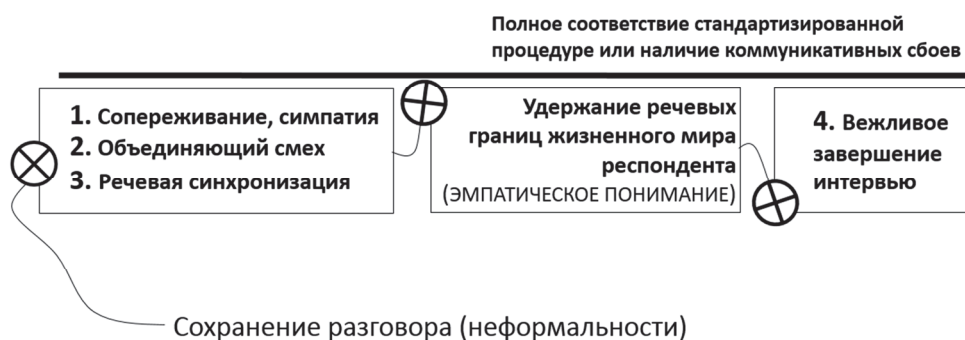 Полное соответствие стандартизированной
процедуре или наличие коммуникативных сбоев
1. Сопереживание, симпатия
2. Объединяющий смех
3. Речевая синхронизация
Удержание речевых
границ жизненного мира
респондента
(ЭМПАТИЧЕСКОЕ ПОНИМАНИЕ)
4. Вежливое
завершение
интервью
Сохранение разговора (неформальности)